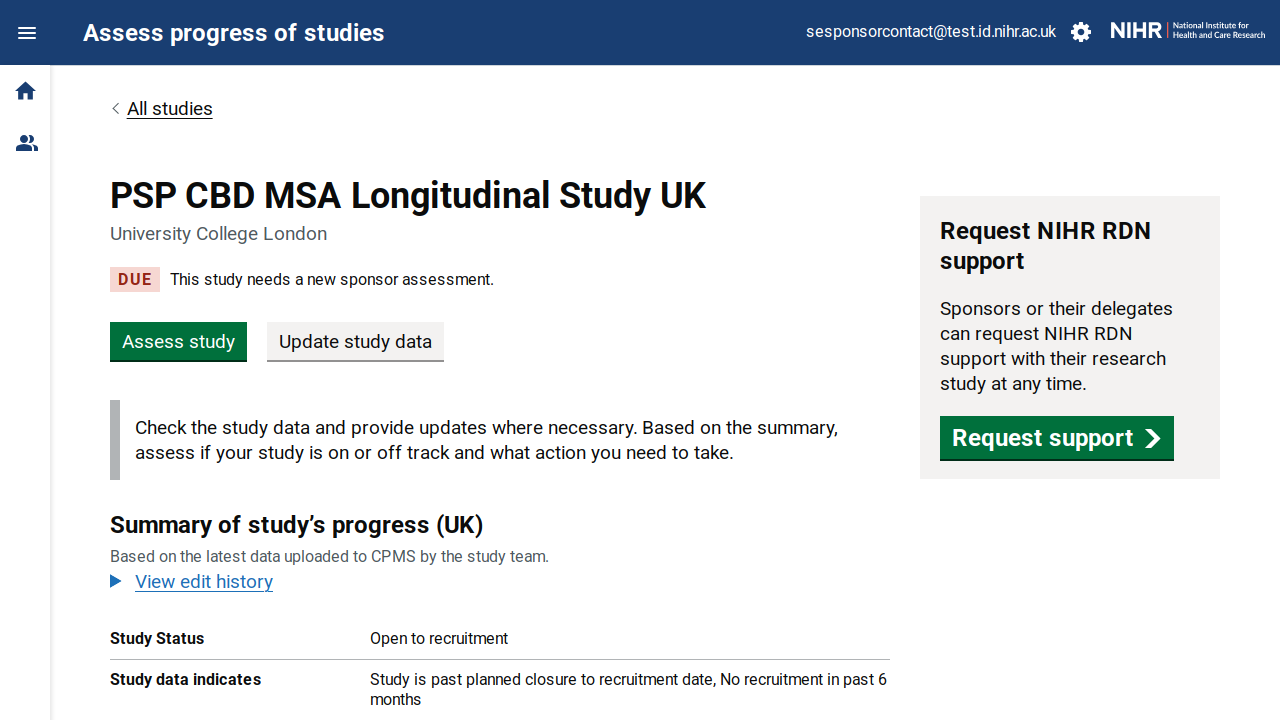 Assess progress of studies
sesponsorcontact@test.id.nihr.ac.uk
NIHR | National Institute for
Health and Care Research
All studies
PSP CBD MSA Longitudinal Study UK
University College London
DUE This study needs a new sponsor assessment.
Assess study
Update study data
Check the study data and provide updates where necessary. Based on the summary,
assess if your study is on or off track and what action you need to take.
Summary of study’s progress (UK)
Based on the latest data uploaded to CPMS by the study team.
View edit history
Study Status Open to recruitment
Study data indicates Study is past planned closure to recruitment date, No recruitment in past 6
months
Request NIHR RDN
support
Sponsors or their delegates
can request NIHR RDN
support with their research
study at any time.
Request support